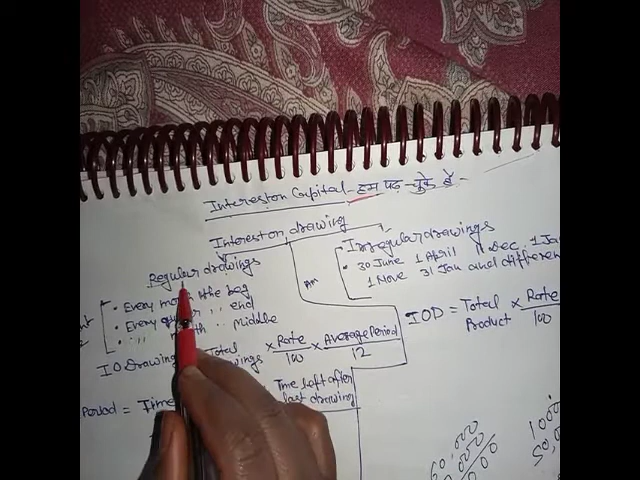 Interest on Capital - हम पढ़ चुके हैं -
Interest on drawing
Regular drawings
• Every month the beg
• Every quarter " end
• " month " Middle
IO Drawing Total drawings × Rate/100 × Average Period/12
Period = Time
Time left after
last drawing
Irregular drawings
• 30 June 1 April 1 Dec. 1 Jan
1 Nove 31 Jan and different
IOD = Total Product × Rate/100